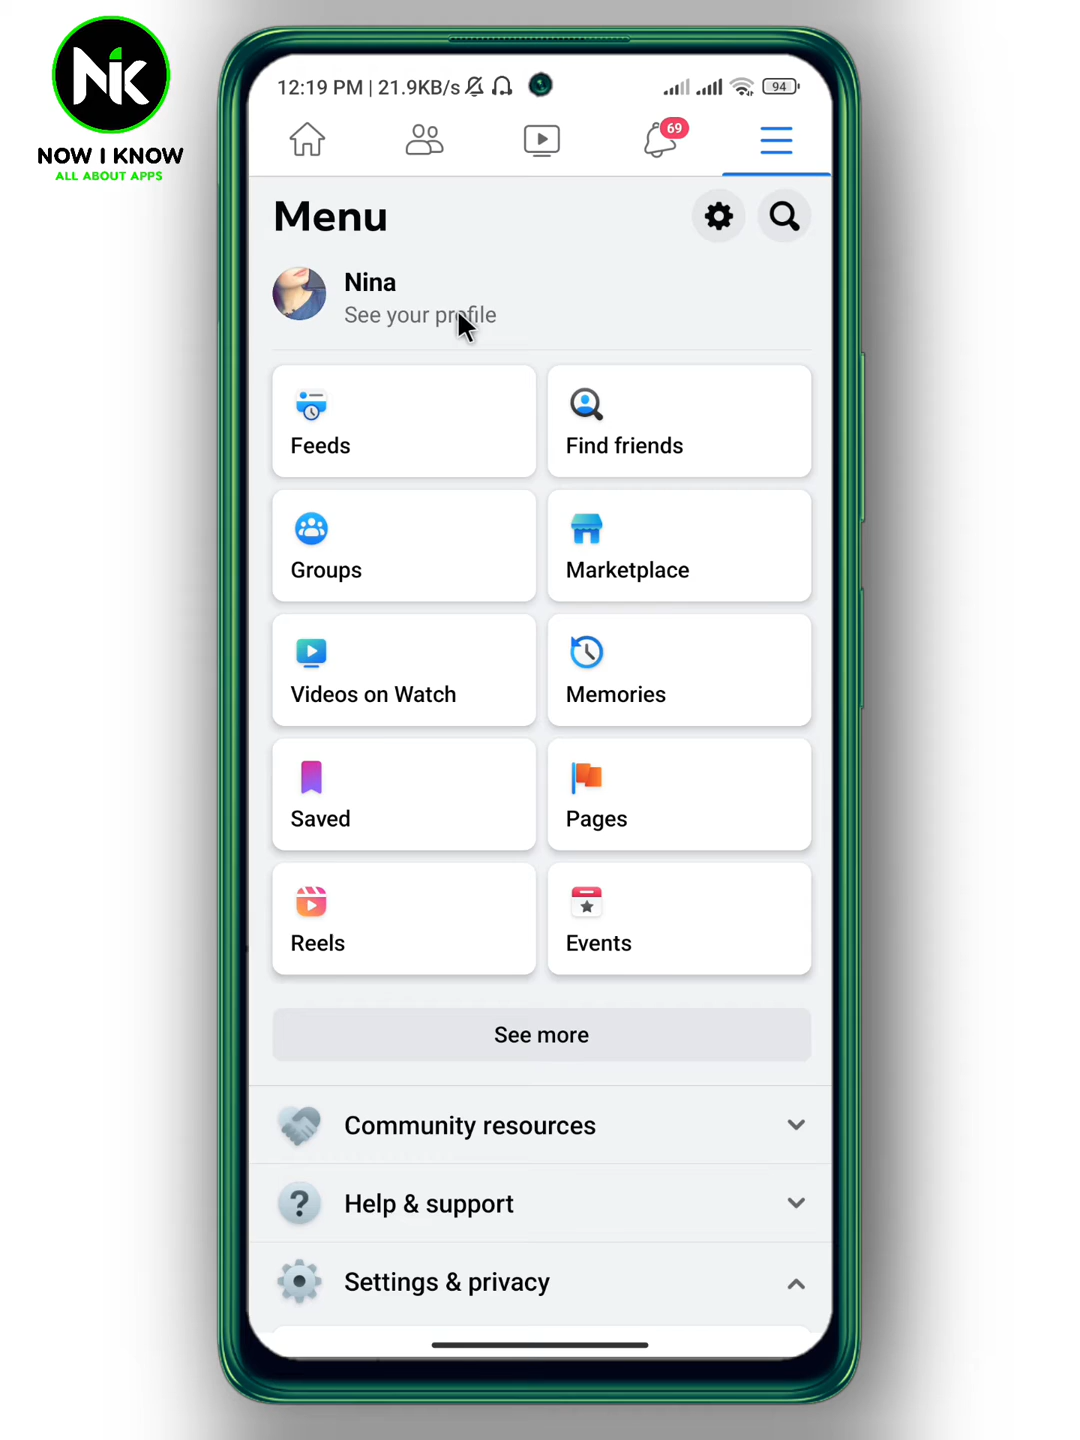 NIK
NOW I KNOW
ALL ABOUT APPS
12:19 PM | 21.9KB/s
94
69
Menu
Nina
See your profile
Feeds
Find friends
Groups
Marketplace
Videos on Watch
Memories
Saved
Pages
Reels
Events
See more
Community resources
Help & support
Settings & privacy